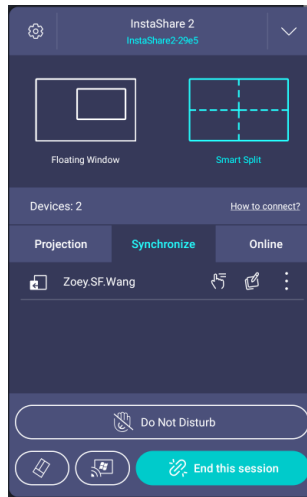 InstaShare 2
InstaShare2-29e5
Floating Window
Smart Split
Devices: 2
How to connect?
Projection
Synchronize
Online
Zoey.SF.Wang
Do Not Disturb
End this session